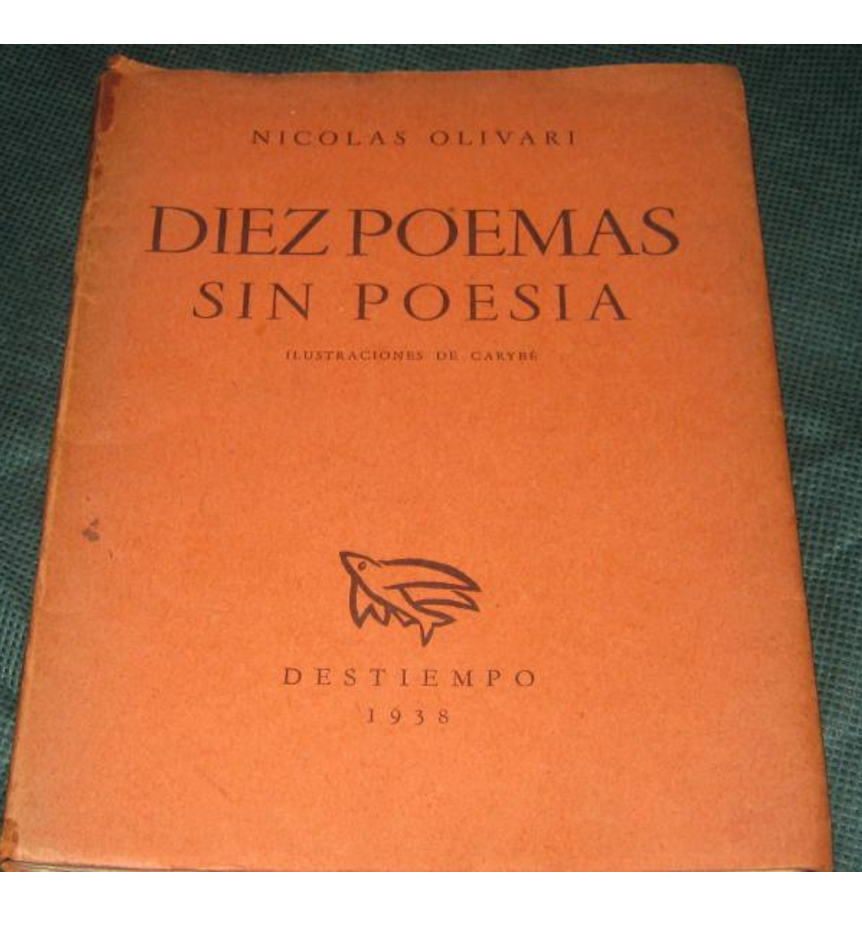 NICOLAS OLIVARI
DIEZ POEMAS
SIN POESIA
ILUSTRACIONES DE CARYBÉ
DESTIEMPO
1938